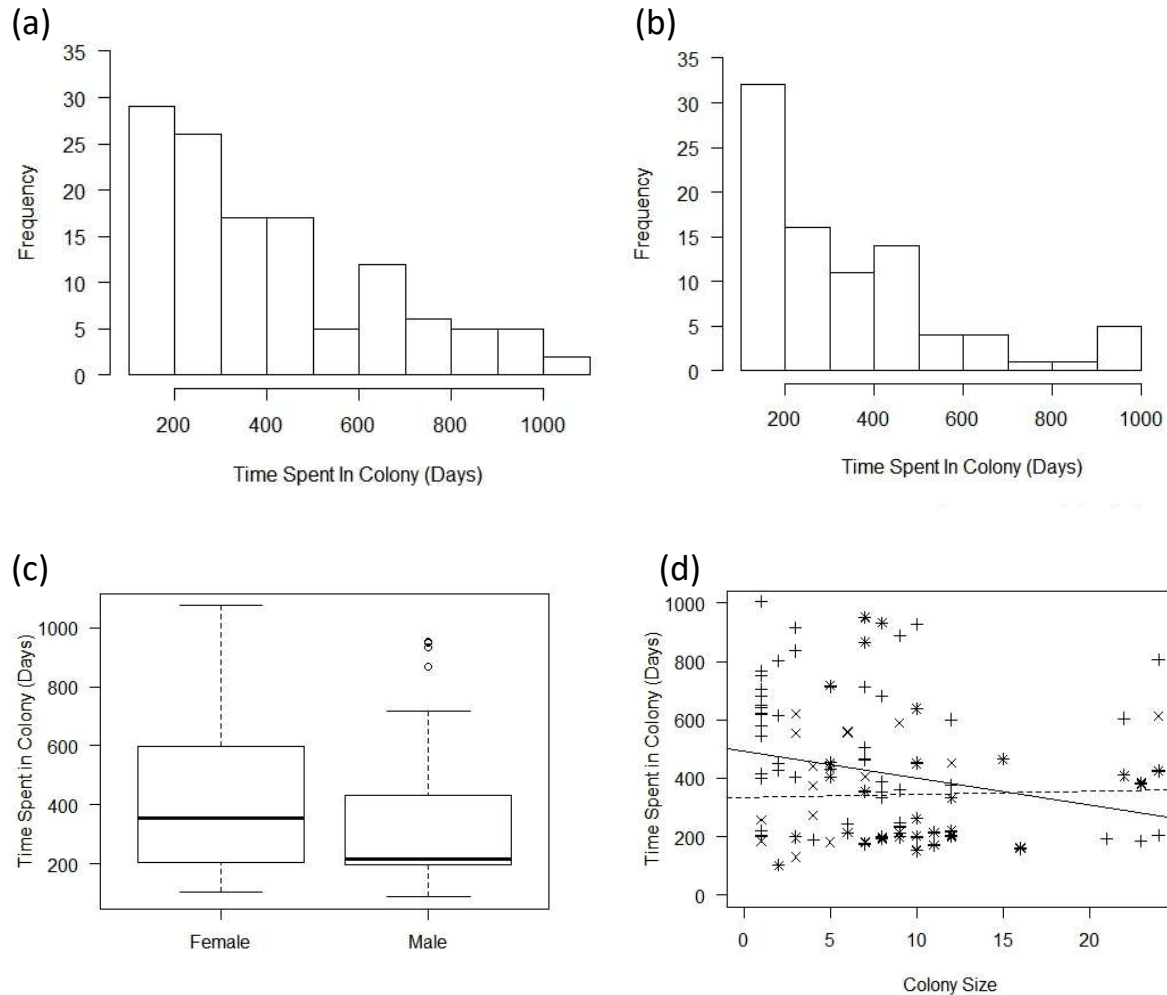 (a)
35
30
25
20
15
10
5
0
Frequency
200 400 600 800 1000
Time Spent In Colony (Days)
(b)
35
30
25
20
15
10
5
0
Frequency
200 400 600 800 1000
Time Spent In Colony (Days)
(c)
1000
800
600
400
200
Time Spent in Colony (Days)
Female Male
(d)
1000
800
600
400
200
0
Time Spent in Colony (Days)
0 5 10 15 20
Colony Size